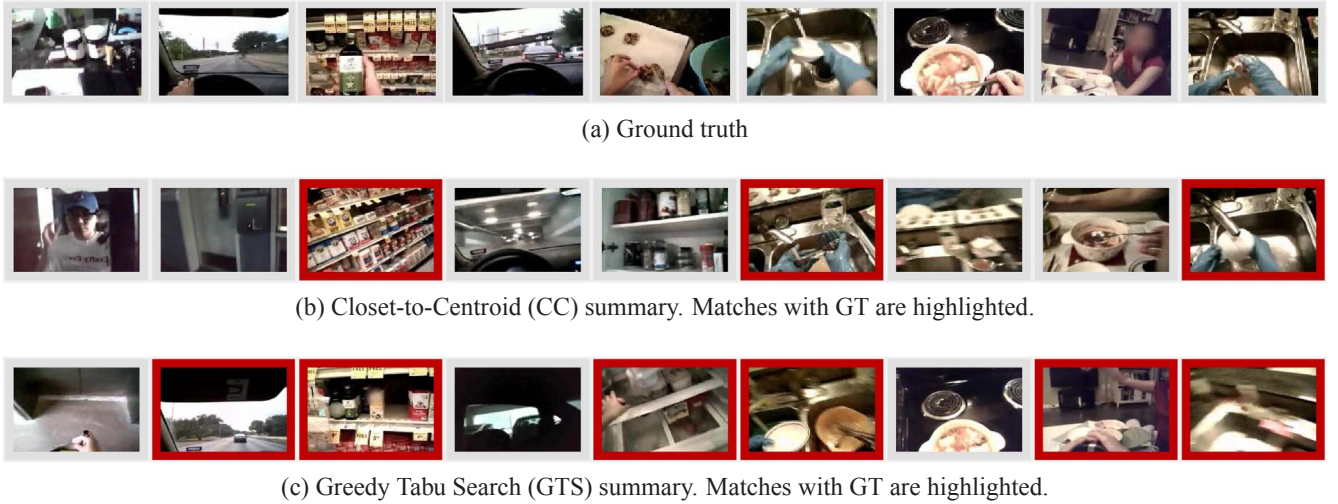 (a) Ground truth
(b) Closet-to-Centroid (CC) summary. Matches with GT are highlighted.
(c) Greedy Tabu Search (GTS) summary. Matches with GT are highlighted.